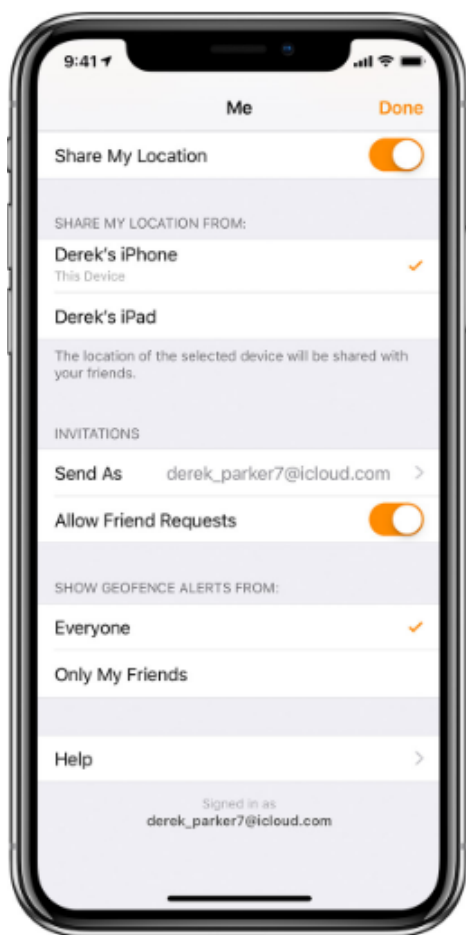 9:41
Me
Done
Share My Location
SHARE MY LOCATION FROM:
Derek's iPhone
This Device
Derek's iPad
The location of the selected device will be shared with
your friends.
INVITATIONS
Send As derek_parker7@icloud.com
Allow Friend Requests
SHOW GEOFENCE ALERTS FROM:
Everyone
Only My Friends
Help
Signed in as
derek_parker7@icloud.com